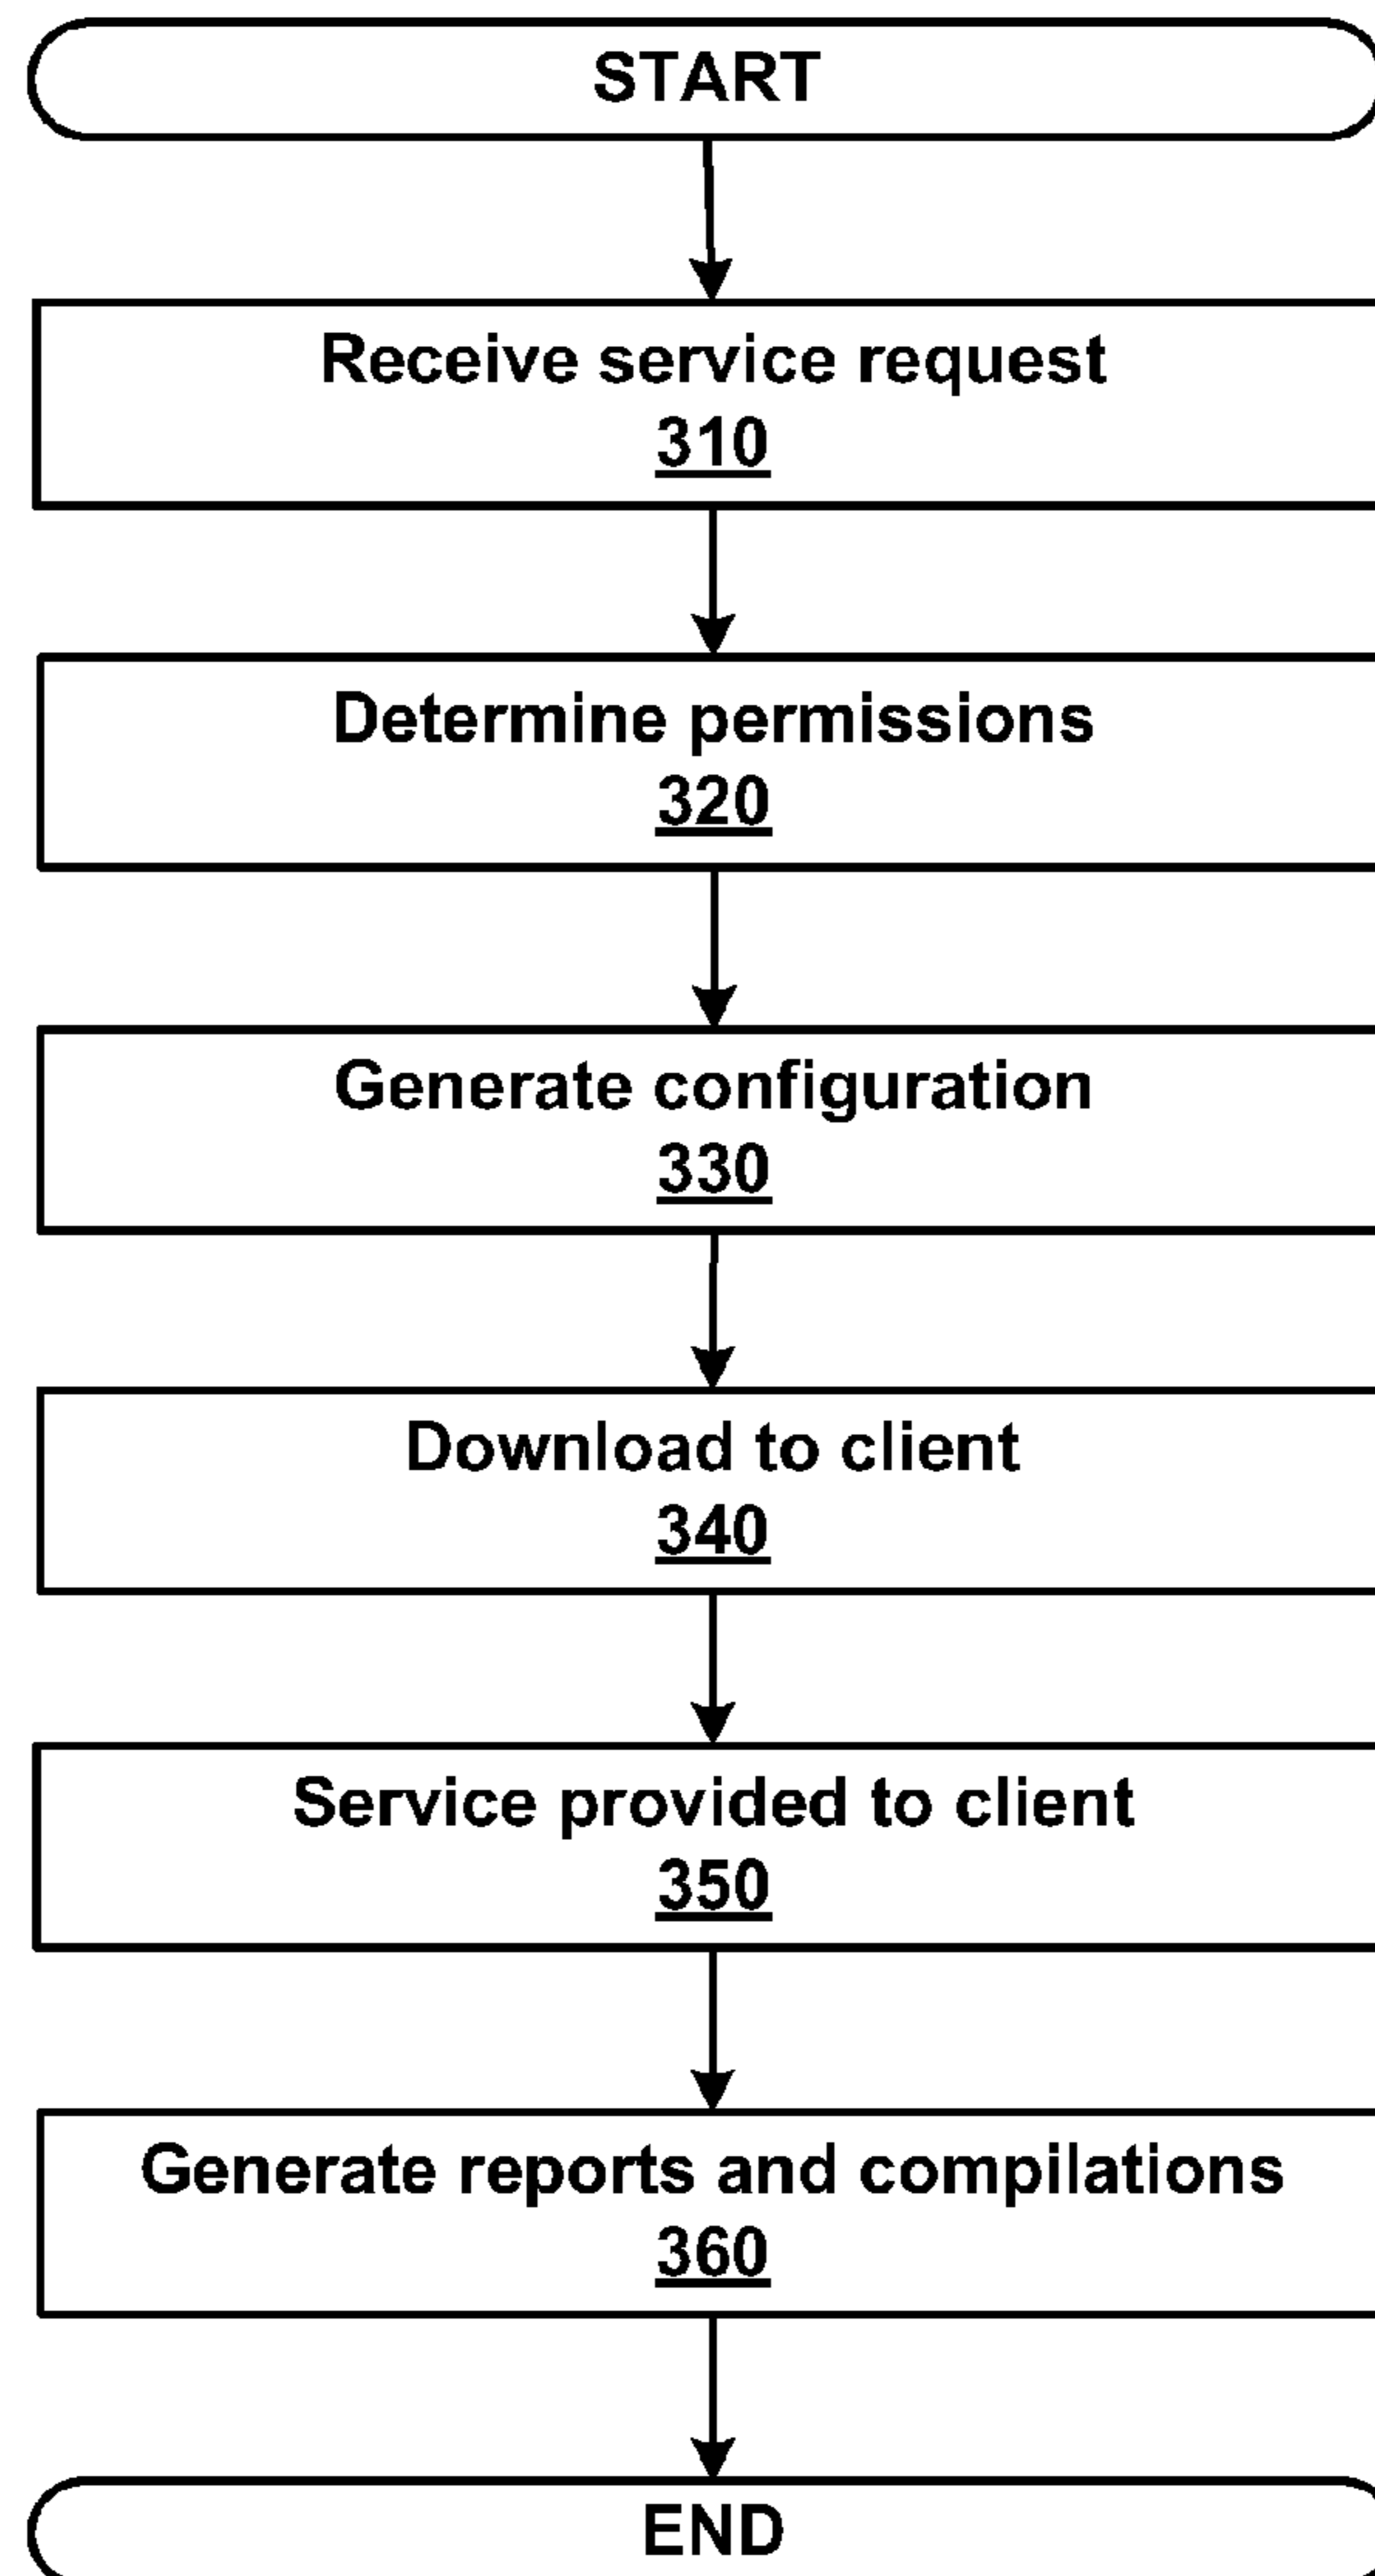 START
Receive service request
310
Determine permissions
320
Generate configuration
330
Download to client
340
Service provided to client
350
Generate reports and compilations
360
END